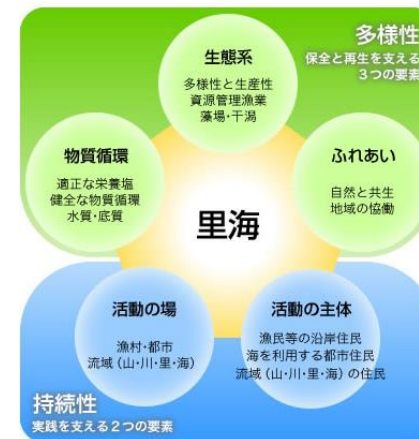 多様性
保全と再生を支える
3つの要素
生態系
多様性と生産性
資源管理漁業
藻場・干潟
物質循環
適正な栄養塩
健全な物質循環
水質・底質
ふれあい
自然と共生
地域の恊働
里海
活動の場
漁村・都市
流域(山・川・里・海)
活動の主体
漁民等の沿岸住民
海を利用する都市住民
流域(山・川・里・海)の住民
持続性
実践を支える2つの要素